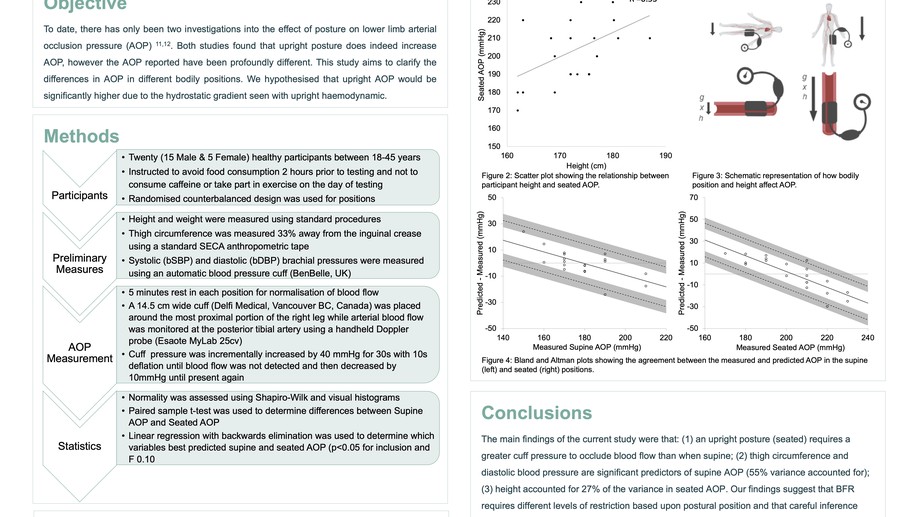 Objective
To date, there has only been two investigations into the effect of posture on lower limb arterial
occlusion pressure (AOP) 11,12. Both studies found that upright posture does indeed increase
AOP, however the AOP reported have been profoundly different. This study aims to clarify the
differences in AOP in different bodily positions. We hypothesised that upright AOP would be
significantly higher due to the hydrostatic gradient seen with upright haemodynamic.
Methods
Participants
• Twenty (15 Male & 5 Female) healthy participants between 18-45 years
• Instructed to avoid food consumption 2 hours prior to testing and not to
consume caffeine or take part in exercise on the day of testing
• Randomised counterbalanced design was used for positions
Preliminary
Measures
• Height and weight were measured using standard procedures
• Thigh circumference was measured 33% away from the inguinal crease
using a standard SECA anthropometric tape
• Systolic (bSBP) and diastolic (bDBP) brachial pressures were measured
using an automatic blood pressure cuff (BenBelle, UK)
AOP
Measurement
• 5 minutes rest in each position for normalisation of blood flow
• A 14.5 cm wide cuff (Delfi Medical, Vancouver BC, Canada) was placed
around the most proximal portion of the right leg while arterial blood flow
was monitored at the posterior tibial artery using a handheld Doppler
probe (Esaote MyLab 25cv)
• Cuff pressure was incrementally increased by 40 mmHg for 30s with 10s
deflation until blood flow was not detected and then decreased by
10mmHg until present again
Statistics
• Normality was assessed using Shapiro-Wilk and visual histograms
• Paired sample t-test was used to determine differences between Supine
AOP and Seated AOP
• Linear regression with backwards elimination was used to determine which
variables best predicted supine and seated AOP (p<0.05 for inclusion and
F 0.10
Seated AOP (mmHg)
230
220
210
200
190
180
170
160
150
160
170
180
190
Height (cm)
Figure 2: Scatter plot showing the relationship between
participant height and seated AOP.
g
x
h
g
x
h
Figure 3: Schematic representation of how bodily
position and height affect AOP.
Predicted - Measured (mmHg)
50
30
10
-10
-30
-50
140
160
180
200
220
Measured Supine AOP (mmHg)
Predicted - Measured (mmHg)
70
50
30
10
-10
-30
-50
160
180
200
220
240
Measured Seated AOP (mmHg)
Figure 4: Bland and Altman plots showing the agreement between the measured and predicted AOP in the supine
(left) and seated (right) positions.
Conclusions
The main findings of the current study were that: (1) an upright posture (seated) requires a
greater cuff pressure to occlude blood flow than when supine; (2) thigh circumference and
diastolic blood pressure are significant predictors of supine AOP (55% variance accounted for);
(3) height accounted for 27% of the variance in seated AOP. Our findings suggest that BFR
requires different levels of restriction based upon postural position and that careful inference